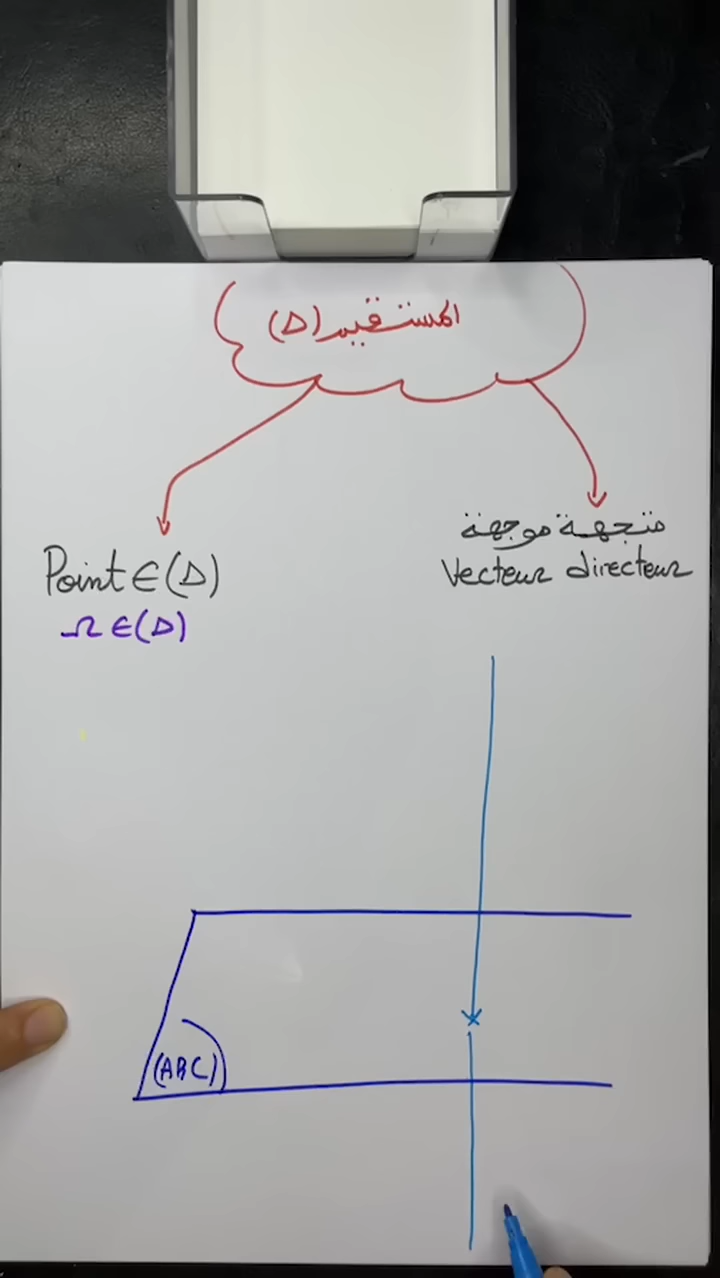 المستقيم (Δ)
Point ∈ (Δ)
Ω ∈ (Δ)
متجهة موجهة
Vecteur directeur
(ABC)